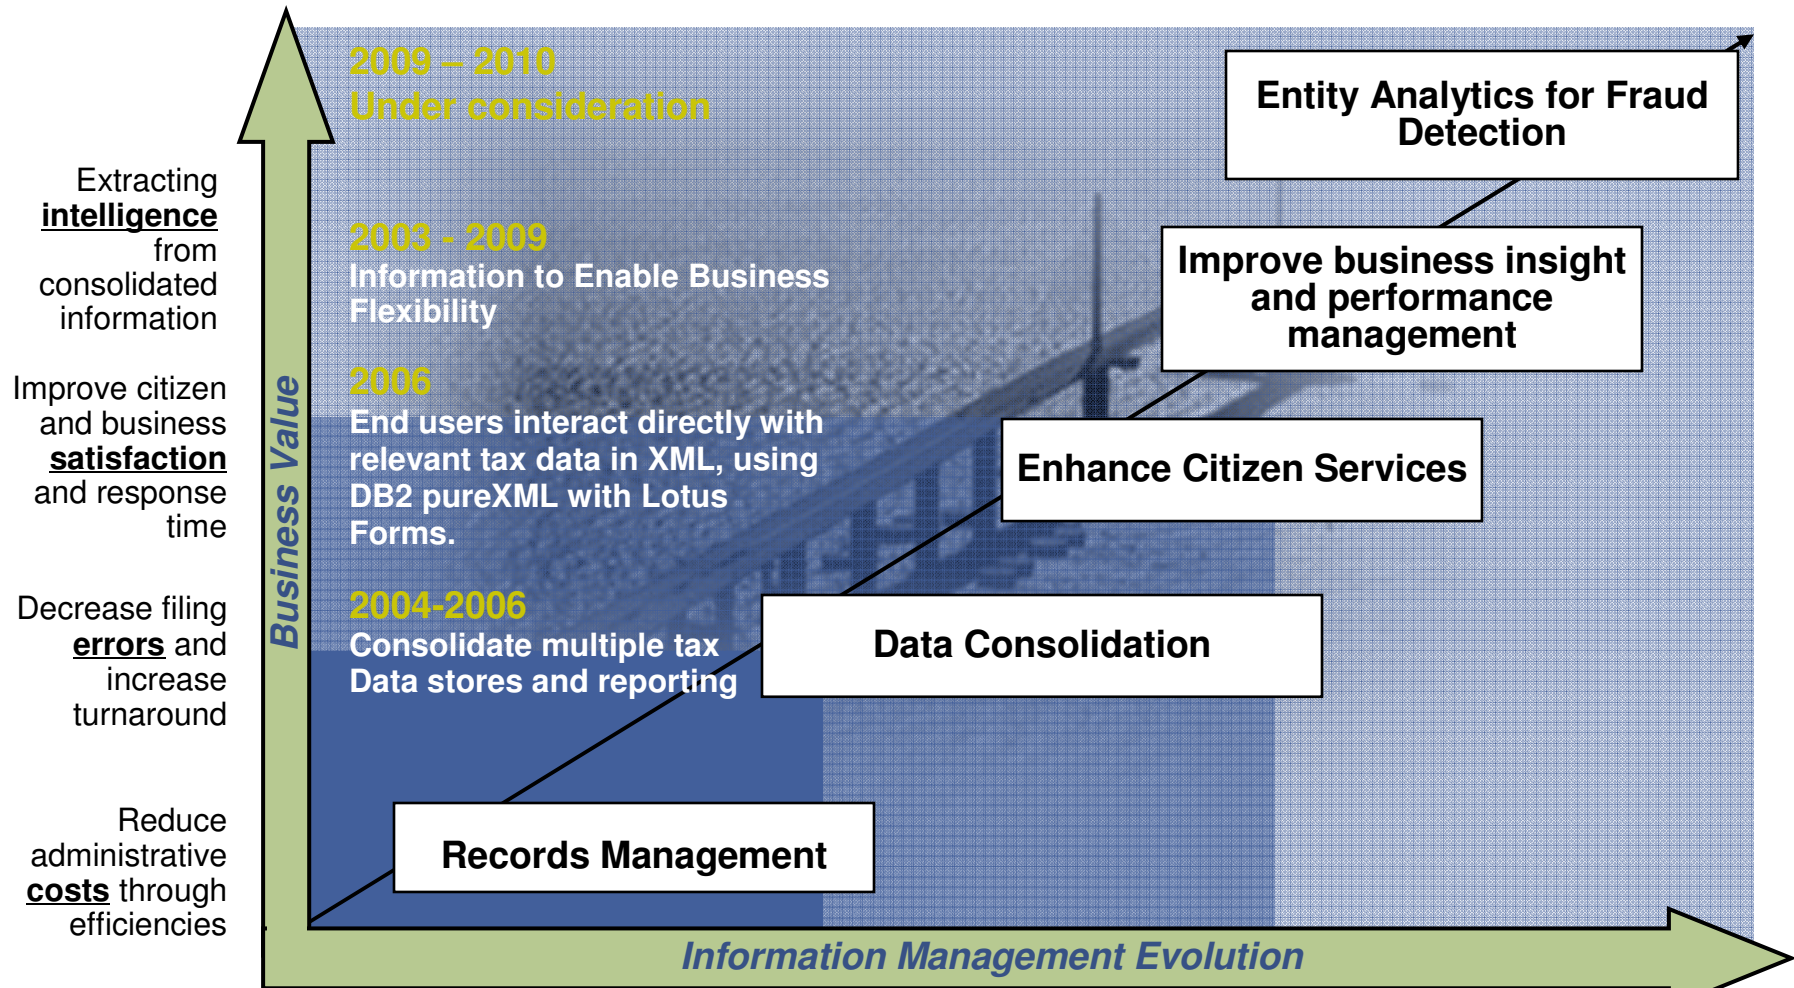 2009 – 2010
Under consideration
Entity Analytics for Fraud
Detection
Extracting
intelligence
from
consolidated
information
2003 - 2009
Information to Enable Business
Flexibility
Improve business insight
and performance
management
Improve citizen
and business
satisfaction
and response
time
2006
End users interact directly with
relevant tax data in XML, using
DB2 pureXML with Lotus
Forms.
Enhance Citizen Services
Business Value
Decrease filing
errors and
increase
turnaround
2004-2006
Consolidate multiple tax
Data stores and reporting
Data Consolidation
Reduce
administrative
costs through
efficiencies
Records Management
Information Management Evolution